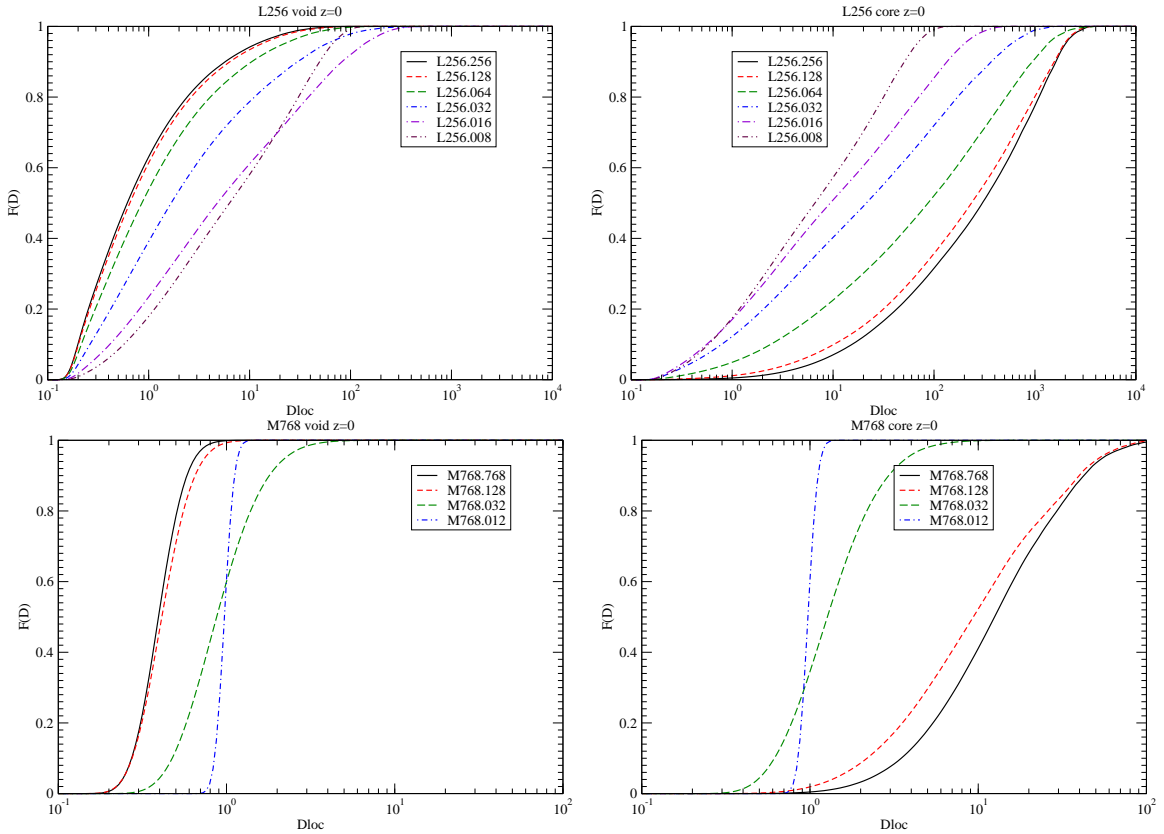 L256 void z=0
F(D)
1
0.8
0.6
0.4
0.2
0
L256.256
L256.128
L256.064
L256.032
L256.016
L256.008
10^-1 10^0 10^1 10^2 10^3 10^4
Dloc
L256 core z=0
F(D)
1
0.8
0.6
0.4
0.2
0
L256.256
L256.128
L256.064
L256.032
L256.016
L256.008
10^-1 10^0 10^1 10^2 10^3 10^4
Dloc
M768 void z=0
F(D)
1
0.8
0.6
0.4
0.2
0
M768.768
M768.128
M768.032
M768.012
10^-1 10^0 10^1 10^2
Dloc
M768 core z=0
F(D)
1
0.8
0.6
0.4
0.2
0
M768.768
M768.128
M768.032
M768.012
10^-1 10^0 10^1 10^2
Dloc